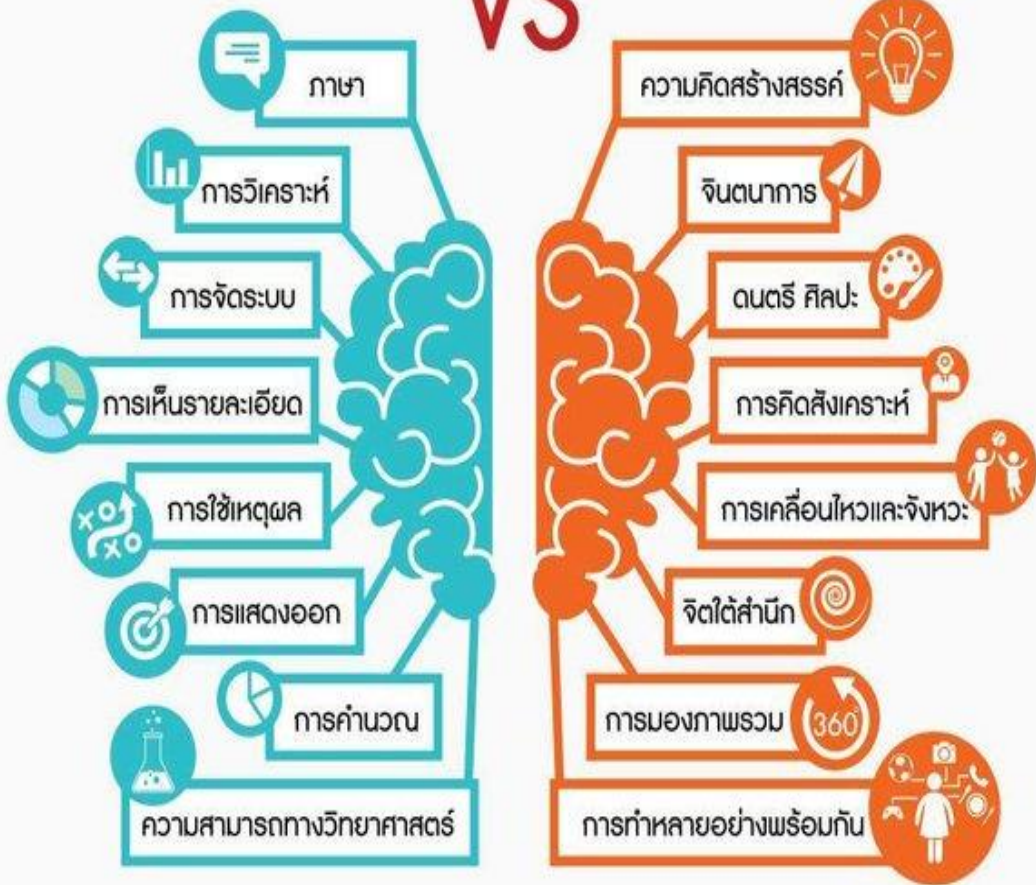 VS
ภาษา
การวิเคราะห์
การจัดระบบ
การเห็นรายละเอียด
การใช้เหตุผล
การแสดงออก
การคำนวณ
ความสามารถทางวิทยาศาสตร์
ความคิดสร้างสรรค์
จินตนาการ
ดนตรี ศิลปะ
การคิดสังเคราะห์
การเคลื่อนไหวและจังหวะ
จิตใต้สำนึก
การมองภาพรวม
360°
การทำหลายอย่างพร้อมกัน